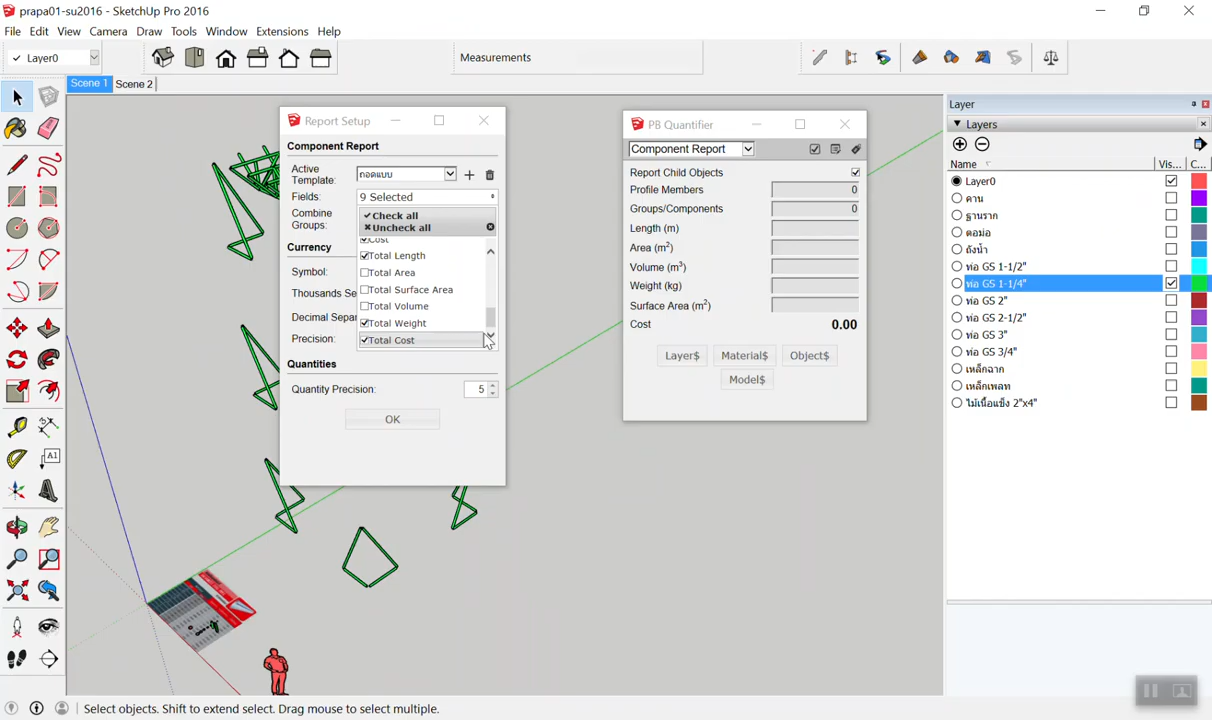 prapa01-su2016 - SketchUp Pro 2016
File Edit View Camera Draw Tools Window Extensions Help
Layer0
Measurements
Scene 1 Scene 2
Report Setup
Component Report
Active Template: ถอดแบบ
Fields: 9 Selected
Combine Groups:
Check all
Uncheck all
Cost
Total Length
Total Area
Total Surface Area
Total Volume
Total Weight
Total Cost
Currency
Symbol:
Thousands Se
Decimal Separ
Precision:
Quantities
Quantity Precision: 5
OK
PB Quantifier
Component Report
Report Child Objects
Profile Members 0
Groups/Components 0
Length (m)
Area (m²)
Volume (m³)
Weight (kg)
Surface Area (m²)
Cost 0.00
Layer$ Material$ Object$
Model$
Layer
Layers
Name Vis... C...
Layer0
คาน
ฐานราก
ตอม่อ
ถังน้ำ
ท่อ GS 1-1/2"
ท่อ GS 1-1/4"
ท่อ GS 2"
ท่อ GS 2-1/2"
ท่อ GS 3"
ท่อ GS 3/4"
เหล็กฉาก
เหล็กเพลท
ไม้เนื้อแข็ง 2"x4"
A1
Select objects. Shift to extend select. Drag mouse to select multiple.